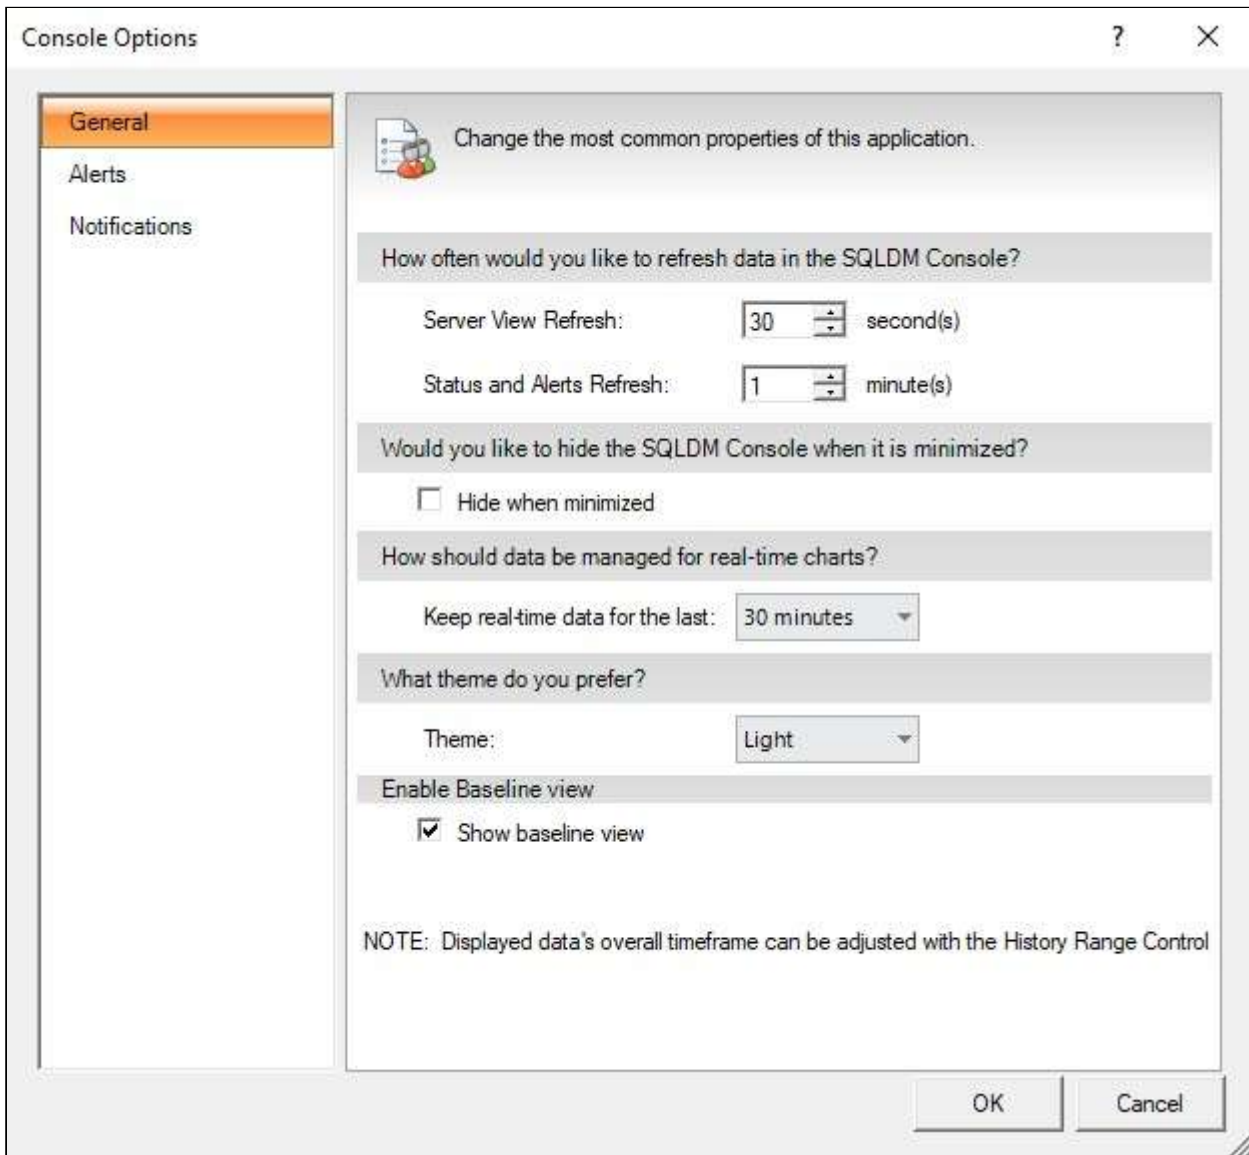 Console Options
?
General
Alerts
Notifications
Change the most common properties of this application.
How often would you like to refresh data in the SQLDM Console?
Server View Refresh: 30 second(s)
Status and Alerts Refresh: 1 minute(s)
Would you like to hide the SQLDM Console when it is minimized?
Hide when minimized
How should data be managed for real-time charts?
Keep real-time data for the last: 30 minutes
What theme do you prefer?
Theme: Light
Enable Baseline view
Show baseline view
NOTE: Displayed data's overall timeframe can be adjusted with the History Range Control
OK Cancel